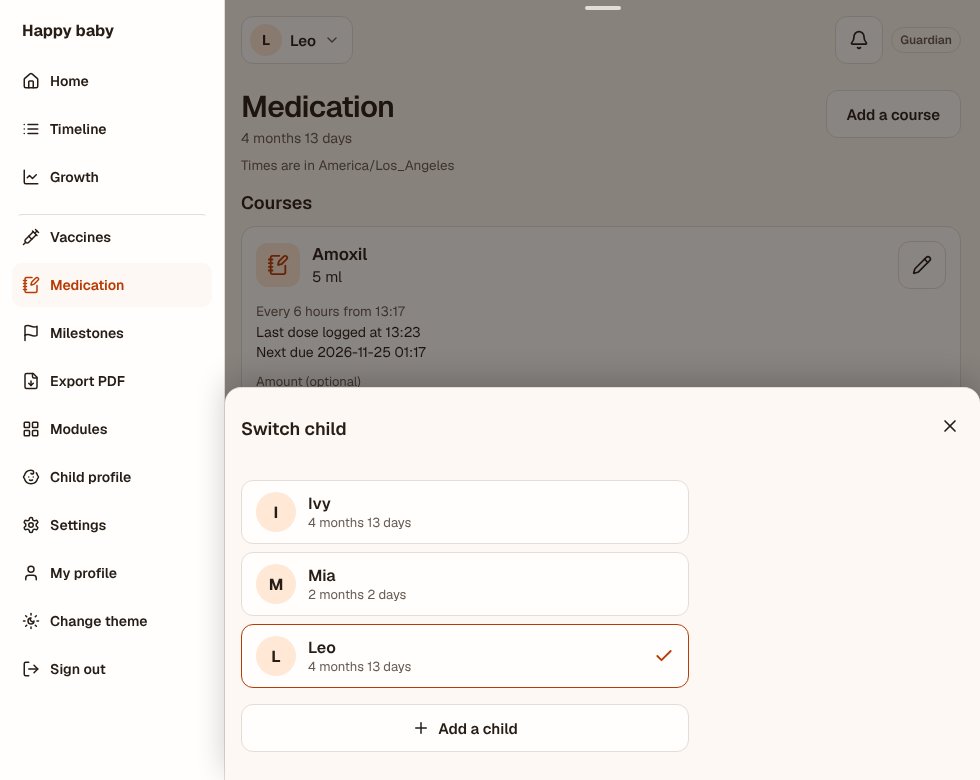 Happy baby
Home
Timeline
Growth
Vaccines
Medication
Milestones
Export PDF
Modules
Child profile
Settings
My profile
Change theme
Sign out
L Leo
Guardian
Medication
4 months 13 days
Times are in America/Los_Angeles
Add a course
Courses
Amoxil
5 ml
Every 6 hours from 13:17
Last dose logged at 13:23
Next due 2026-11-25 01:17
Amount (optional)
Switch child
I
Ivy
4 months 13 days
M
Mia
2 months 2 days
L
Leo
4 months 13 days
Add a child